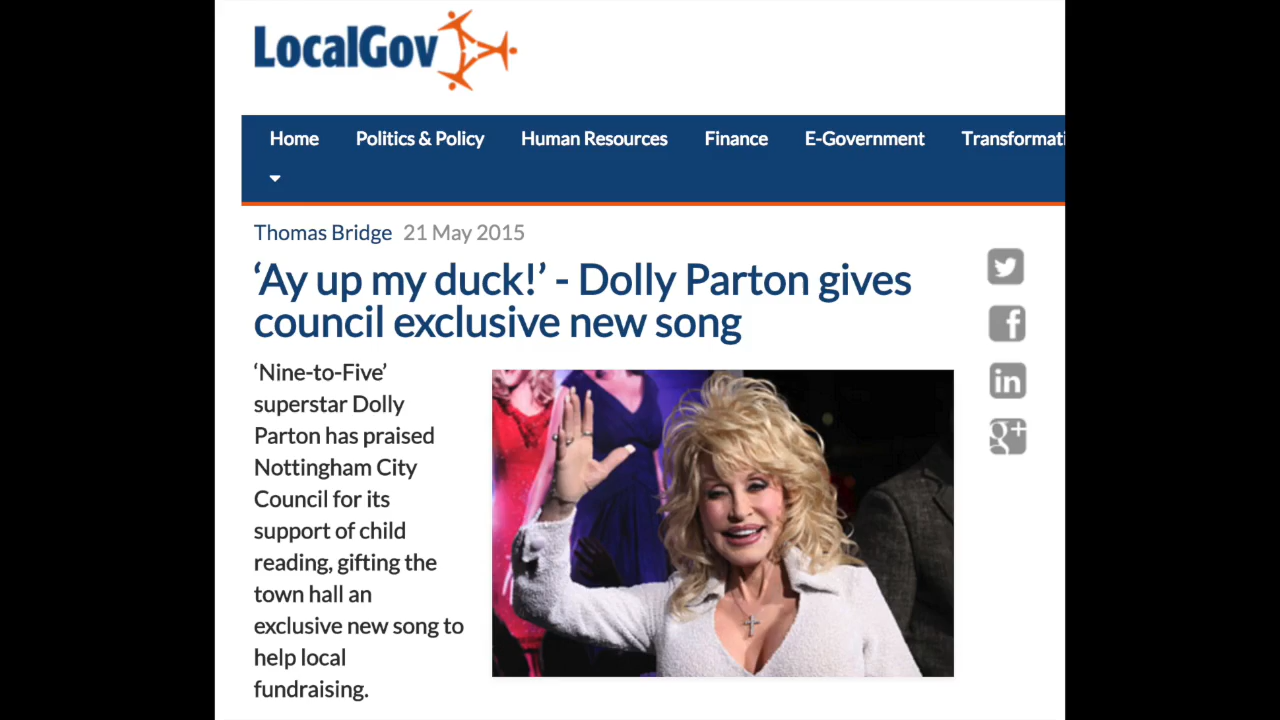 LocalGov
Home Politics & Policy Human Resources Finance E-Government Transformati
Thomas Bridge 21 May 2015
‘Ay up my duck!’ - Dolly Parton gives
council exclusive new song
‘Nine-to-Five’
superstar Dolly
Parton has praised
Nottingham City
Council for its
support of child
reading, gifting the
town hall an
exclusive new song to
help local
fundraising.
f
in
g+